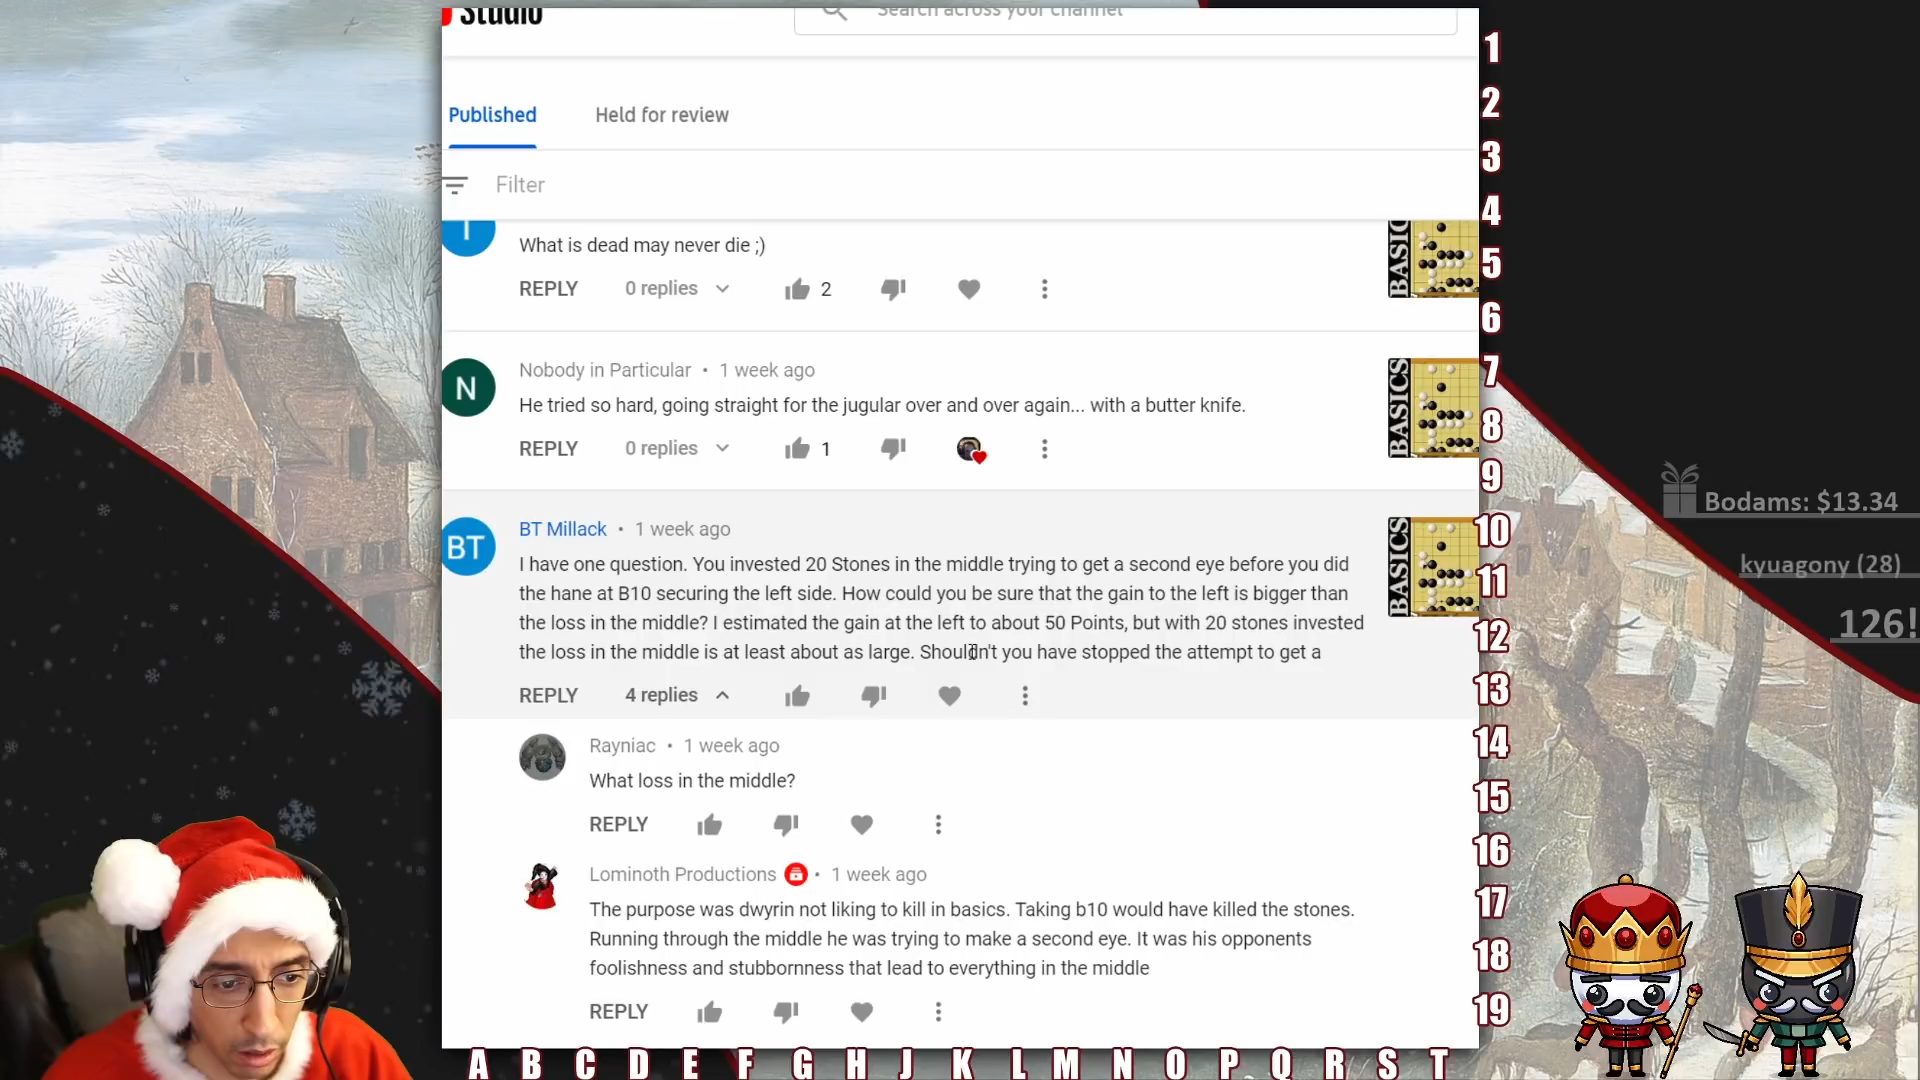 Studio
Search across your channel
Published
Held for review
Filter
What is dead may never die ;)
REPLY
0 replies
2
BASICS
N
Nobody in Particular • 1 week ago
He tried so hard, going straight for the jugular over and over again... with a butter knife.
REPLY
0 replies
1
BASICS
BT
BT Millack • 1 week ago
I have one question. You invested 20 Stones in the middle trying to get a second eye before you did
the hane at B10 securing the left side. How could you be sure that the gain to the left is bigger than
the loss in the middle? I estimated the gain at the left to about 50 Points, but with 20 stones invested
the loss in the middle is at least about as large. Shouldn't you have stopped the attempt to get a
REPLY
4 replies
BASICS
Rayniac • 1 week ago
What loss in the middle?
REPLY
Lominoth Productions • 1 week ago
The purpose was dwyrin not liking to kill in basics. Taking b10 would have killed the stones.
Running through the middle he was trying to make a second eye. It was his opponents
foolishness and stubbornness that lead to everything in the middle
REPLY
1
2
3
4
5
6
7
8
9
10
11
12
13
14
15
16
17
18
19
A B C D E F G H J K L M N O P Q R S T
Bodams: $13.34
kyuagony (28)
126!